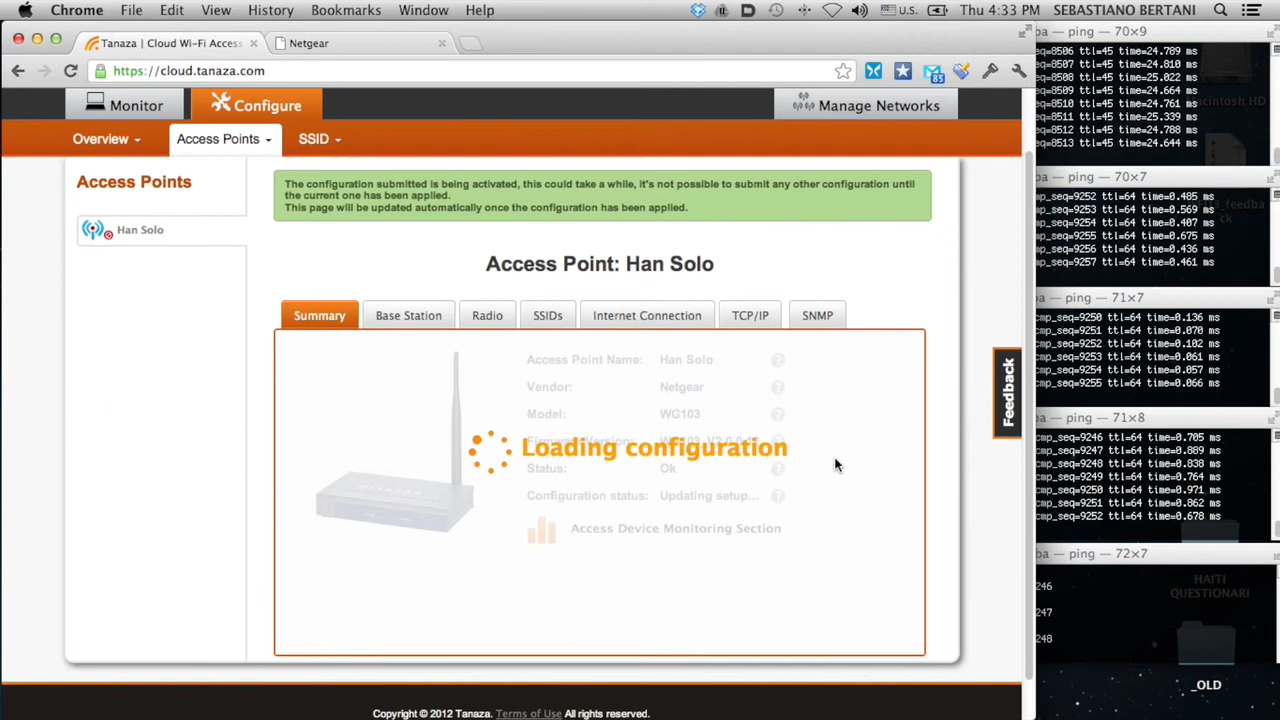 Chrome File Edit View History Bookmarks Window Help
U.S. Thu 4:33 PM SEBASTIANO BERTANI
Tanaza | Cloud Wi-Fi Access
Netgear
https://cloud.tanaza.com
85
Monitor
Configure
Manage Networks
Overview
Access Points
SSID
Access Points
Han Solo
The configuration submitted is being activated, this could take a while, it's not possible to submit any other configuration until
the current one has been applied.
This page will be updated automatically once the configuration has been applied.
Access Point: Han Solo
Summary
Base Station
Radio
SSIDs
Internet Connection
TCP/IP
SNMP
Access Point Name: Han Solo
Vendor: Netgear
Model: WG103
Firmware Version:
Loading configuration
Status: Ok
Configuration status: Updating setup...
Access Device Monitoring Section
Feedback
Copyright © 2012 Tanaza. Terms of Use All rights reserved.
ba — ping — 70×9
eq=8506 ttl=45 time=24.789 ms
eq=8507 ttl=45 time=24.810 ms
eq=8508 ttl=45 time=25.022 ms
eq=8509 ttl=45 time=24.664 ms
eq=8510 ttl=45 time=24.761 ms
eq=8511 ttl=45 time=25.339 ms
eq=8512 ttl=45 time=24.788 ms
eq=8513 ttl=45 time=24.644 ms
acintosh HD
ba — ping — 70×7
cmp_seq=9252 ttl=64 time=0.485 ms
cmp_seq=9253 ttl=64 time=0.569 ms
cmp_seq=9254 ttl=64 time=0.407 ms
cmp_seq=9255 ttl=64 time=0.675 ms
cmp_seq=9256 ttl=64 time=0.436 ms
cmp_seq=9257 ttl=64 time=0.461 ms
ba — ping — 71×7
cmp_seq=9250 ttl=64 time=0.136 ms
cmp_seq=9251 ttl=64 time=0.070 ms
cmp_seq=9252 ttl=64 time=0.102 ms
cmp_seq=9253 ttl=64 time=0.061 ms
cmp_seq=9254 ttl=64 time=0.057 ms
cmp_seq=9255 ttl=64 time=0.066 ms
ba — ping — 71×8
cmp_seq=9246 ttl=64 time=0.705 ms
cmp_seq=9247 ttl=64 time=0.889 ms
cmp_seq=9248 ttl=64 time=0.838 ms
cmp_seq=9249 ttl=64 time=0.764 ms
cmp_seq=9250 ttl=64 time=0.971 ms
cmp_seq=9251 ttl=64 time=0.862 ms
cmp_seq=9252 ttl=64 time=0.678 ms
ba — ping — 72×7
246
247
248
HAITI
QUESTIONARI
_OLD